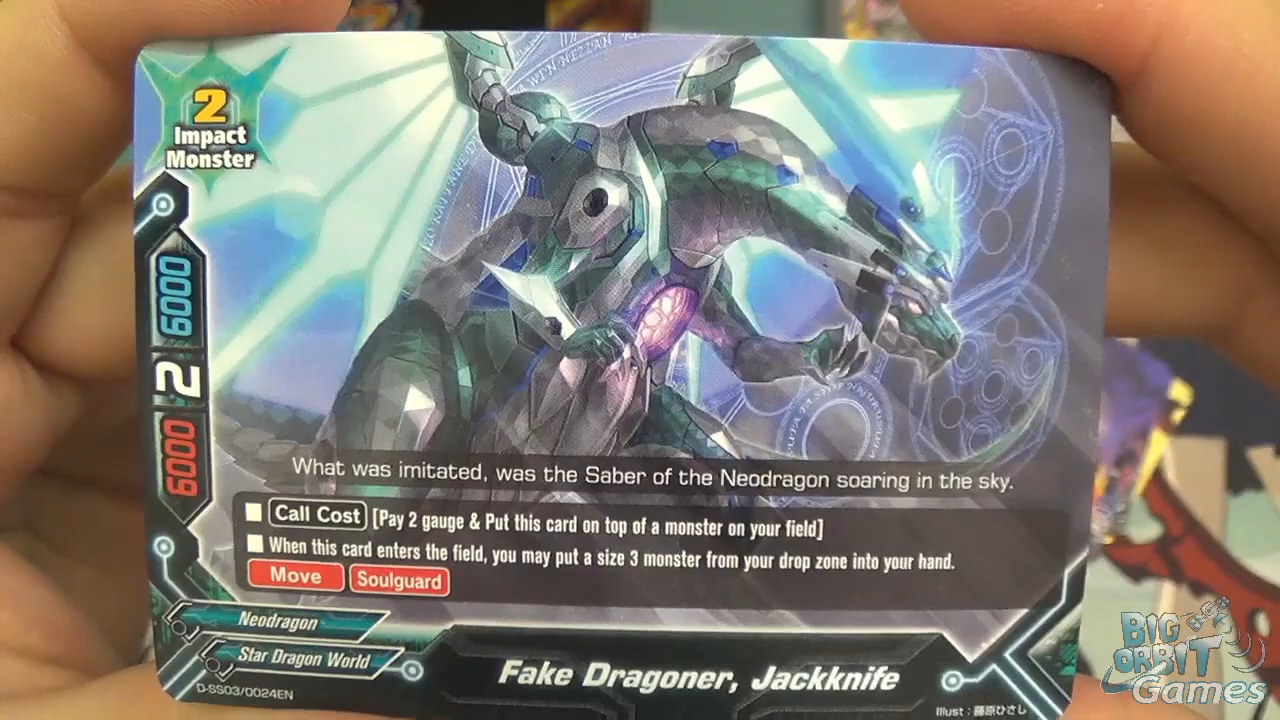 2
Impact
Monster
6000
2
6000
What was imitated, was the Saber of the Neodragon soaring in the sky.
Call Cost [Pay 2 gauge & Put this card on top of a monster on your field]
When this card enters the field, you may put a size 3 monster from your drop zone into your hand.
Move Soulguard
Neodragon
Star Dragon World
Fake Dragoner, Jackknife
D-SS03/0024EN
Illust : 藤原ひさし
BIG
ORBIT
Games